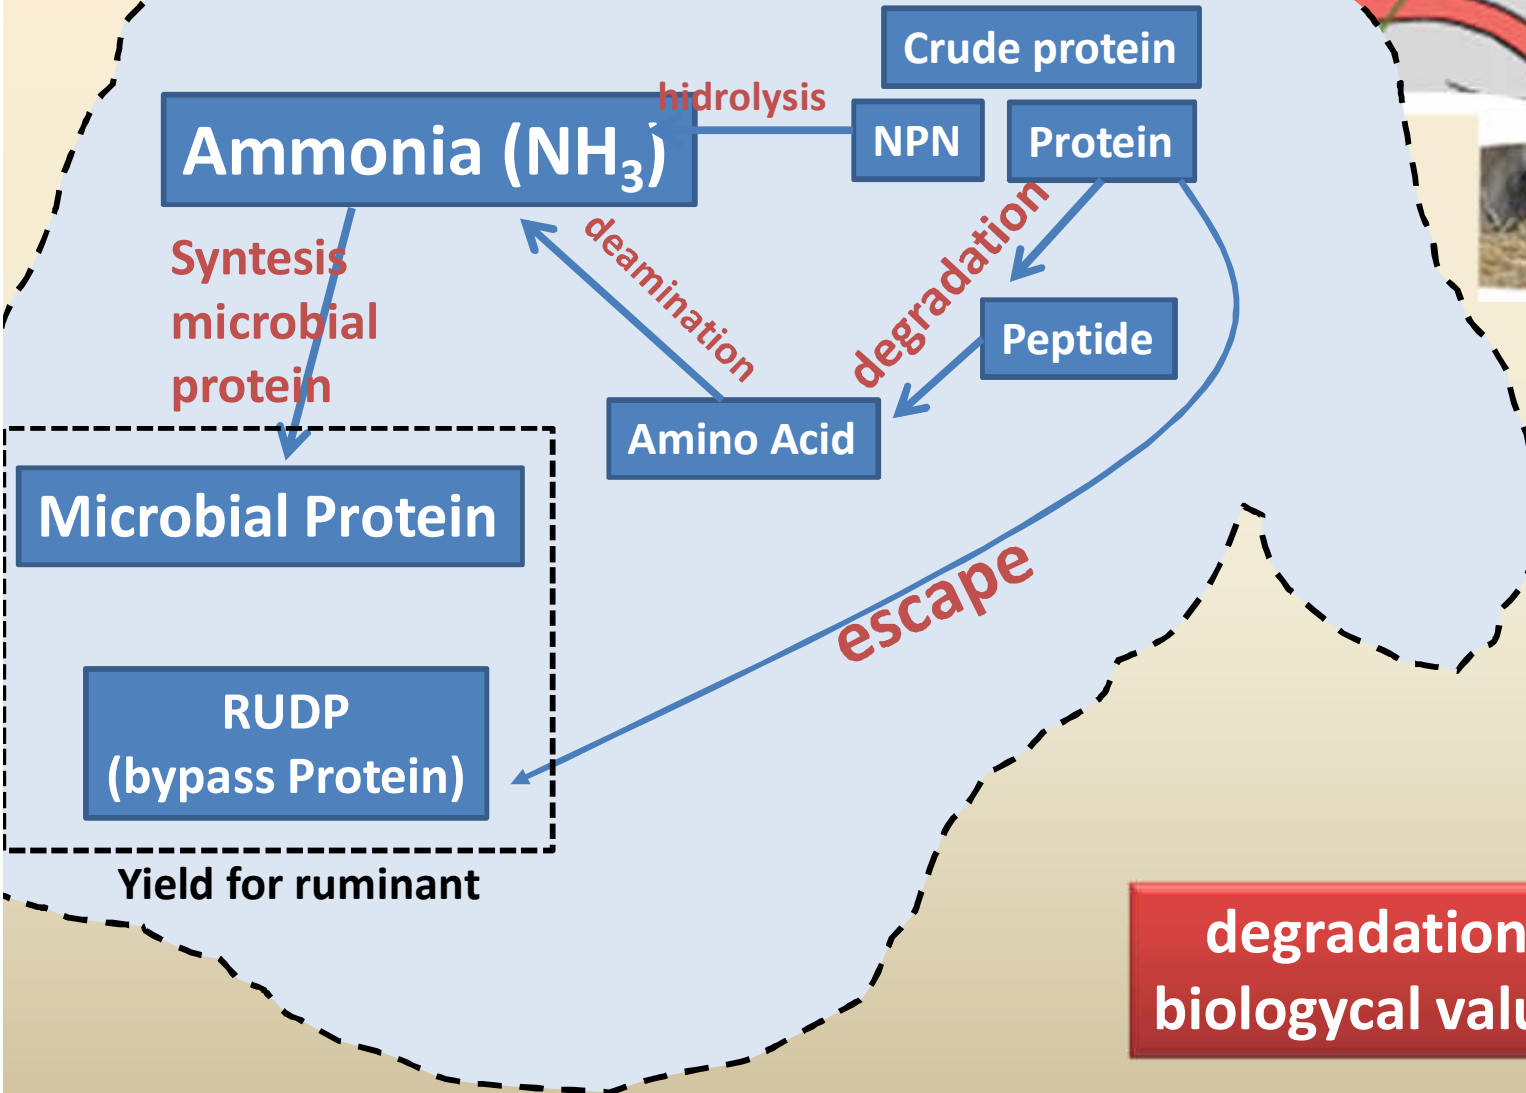 Crude protein
hidrolysis
Ammonia (NH₃)
NPN
Protein
deamination
degradation
Syntesis
microbial
protein
Peptide
Amino Acid
Microbial Protein
escape
RUDP
(bypass Protein)
Yield for ruminant
degradation
biologycal valu